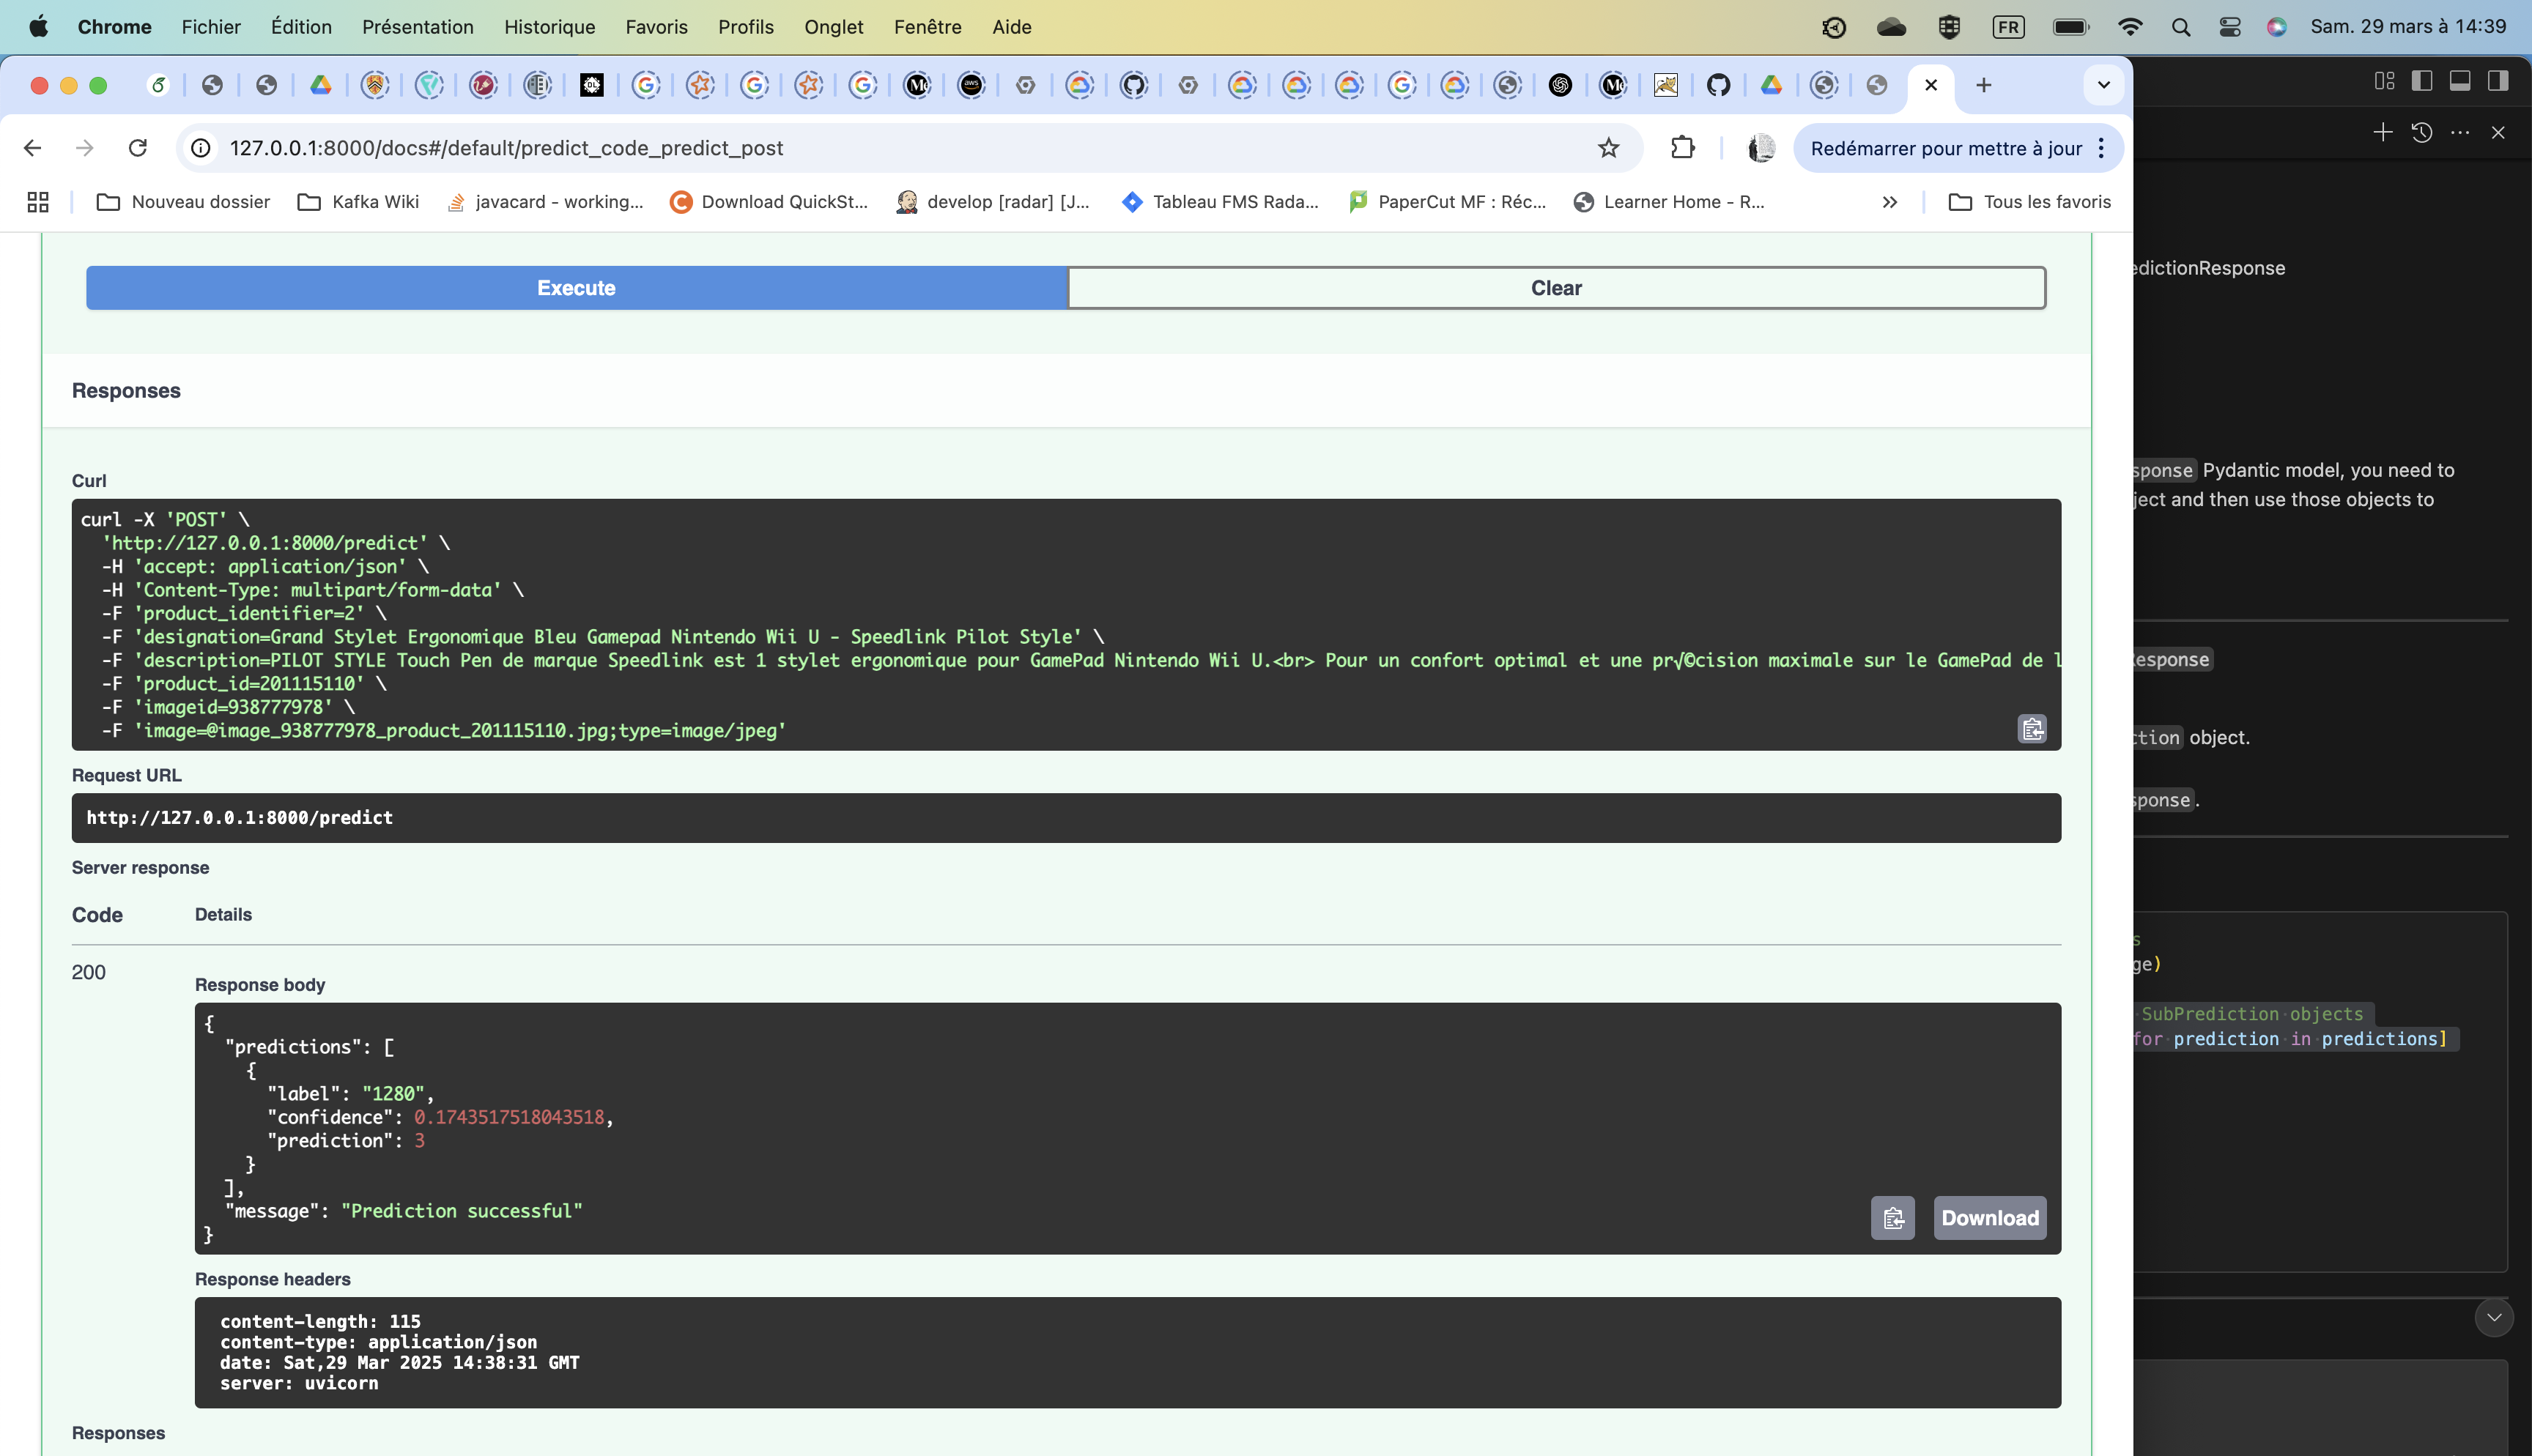 Chrome Fichier Édition Présentation Historique Favoris Profils Onglet Fenêtre Aide FR Sam. 29 mars à 14:39
127.0.0.1:8000/docs#/default/predict_code_predict_post Redémarrer pour mettre à jour
Nouveau dossier Kafka Wiki javacard - working... Download QuickSt... develop [radar] [J... Tableau FMS Rada... PaperCut MF : Réc... Learner Home - R... Tous les favoris
edictionResponse
Execute Clear
Responses
sponse Pydantic model, you need to
ject and then use those objects to
Curl
curl -X 'POST' \
'http://127.0.0.1:8000/predict' \
-H 'accept: application/json' \
-H 'Content-Type: multipart/form-data' \
-F 'product_identifier=2' \
-F 'designation=Grand Stylet Ergonomique Bleu Gamepad Nintendo Wii U - Speedlink Pilot Style' \
-F 'description=PILOT STYLE Touch Pen de marque Speedlink est 1 stylet ergonomique pour GamePad Nintendo Wii U.<br> Pour un confort optimal et une pr√©cision maximale sur le GamePad de l
-F 'product_id=201115110' \
-F 'imageid=938777978' \
-F 'image=@image_938777978_product_201115110.jpg;type=image/jpeg'
esponse
ction object.
sponse.
Request URL
http://127.0.0.1:8000/predict
Server response
Code Details
200
Response body
{
"predictions": [
{
"label": "1280",
"confidence": 0.1743517518043518,
"prediction": 3
}
],
"message": "Prediction successful"
}
Download
s
ge)
SubPrediction objects
for prediction in predictions]
Response headers
content-length: 115
content-type: application/json
date: Sat,29 Mar 2025 14:38:31 GMT
server: uvicorn
Responses